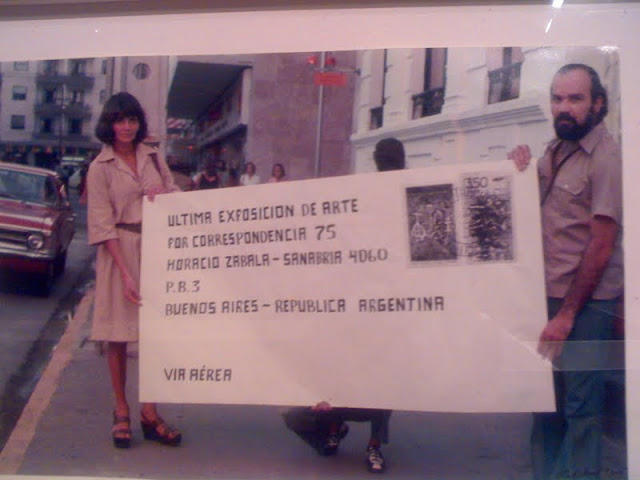 ULTIMA EXPOSICION DE ARTE
POR CORRESPONDENCIA 75
HORACIO ZABALA - SANABRIA 4060
P.B.3
BUENOS AIRES - REPUBLICA ARGENTINA
VIA AÉREA
350